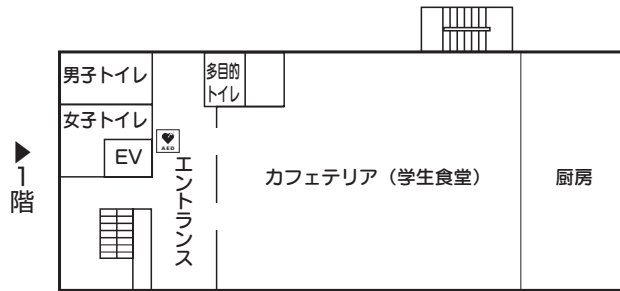 男子トイレ
多目的
トイレ
女子トイレ
AED
EV
エントランス
カフェテリア（学生食堂）
厨房
▶1階